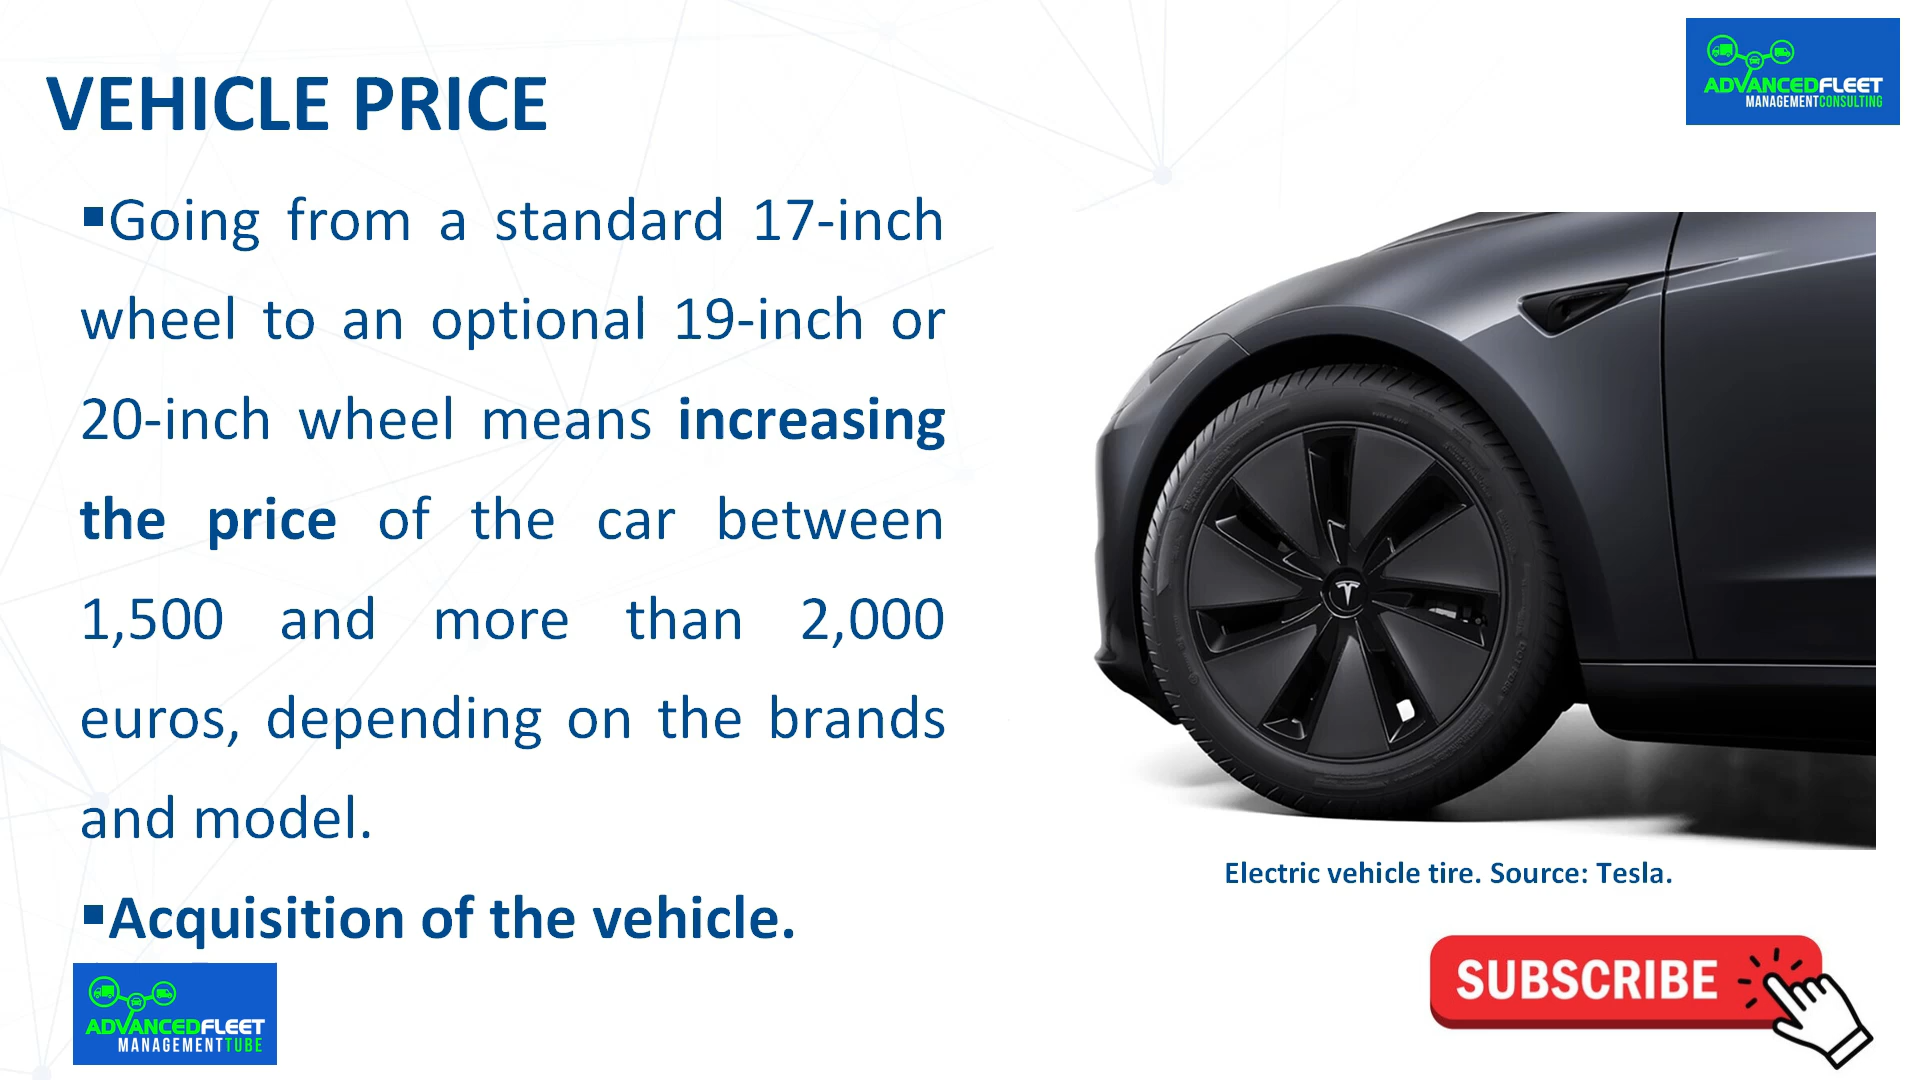 VEHICLE PRICE
ADVANCEDFLEET
MANAGEMENTCONSULTING
▪Going from a standard 17-inch
wheel to an optional 19-inch or
20-inch wheel means increasing
the price of the car between
1,500 and more than 2,000
euros, depending on the brands
and model.
▪Acquisition of the vehicle.
Electric vehicle tire. Source: Tesla.
SUBSCRIBE
ADVANCEDFLEET
MANAGEMENTTUBE